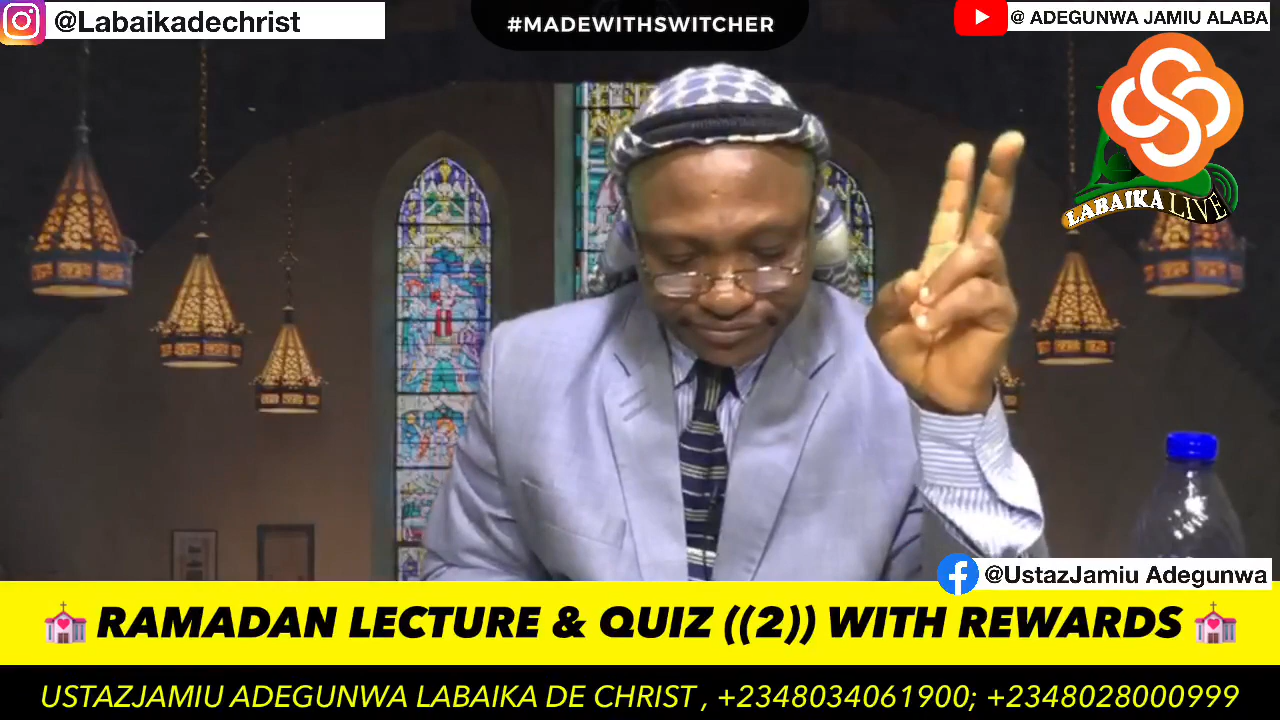 @Labaikadechrist
#MADEWITHSWITCHER
@ ADEGUNWA JAMIU ALABA
LABAIKA LIVE
@UstazJamiu Adegunwa
RAMADAN LECTURE & QUIZ ((2)) WITH REWARDS
USTAZJAMIU ADEGUNWA LABAIKA DE CHRIST , +2348034061900; +2348028000999